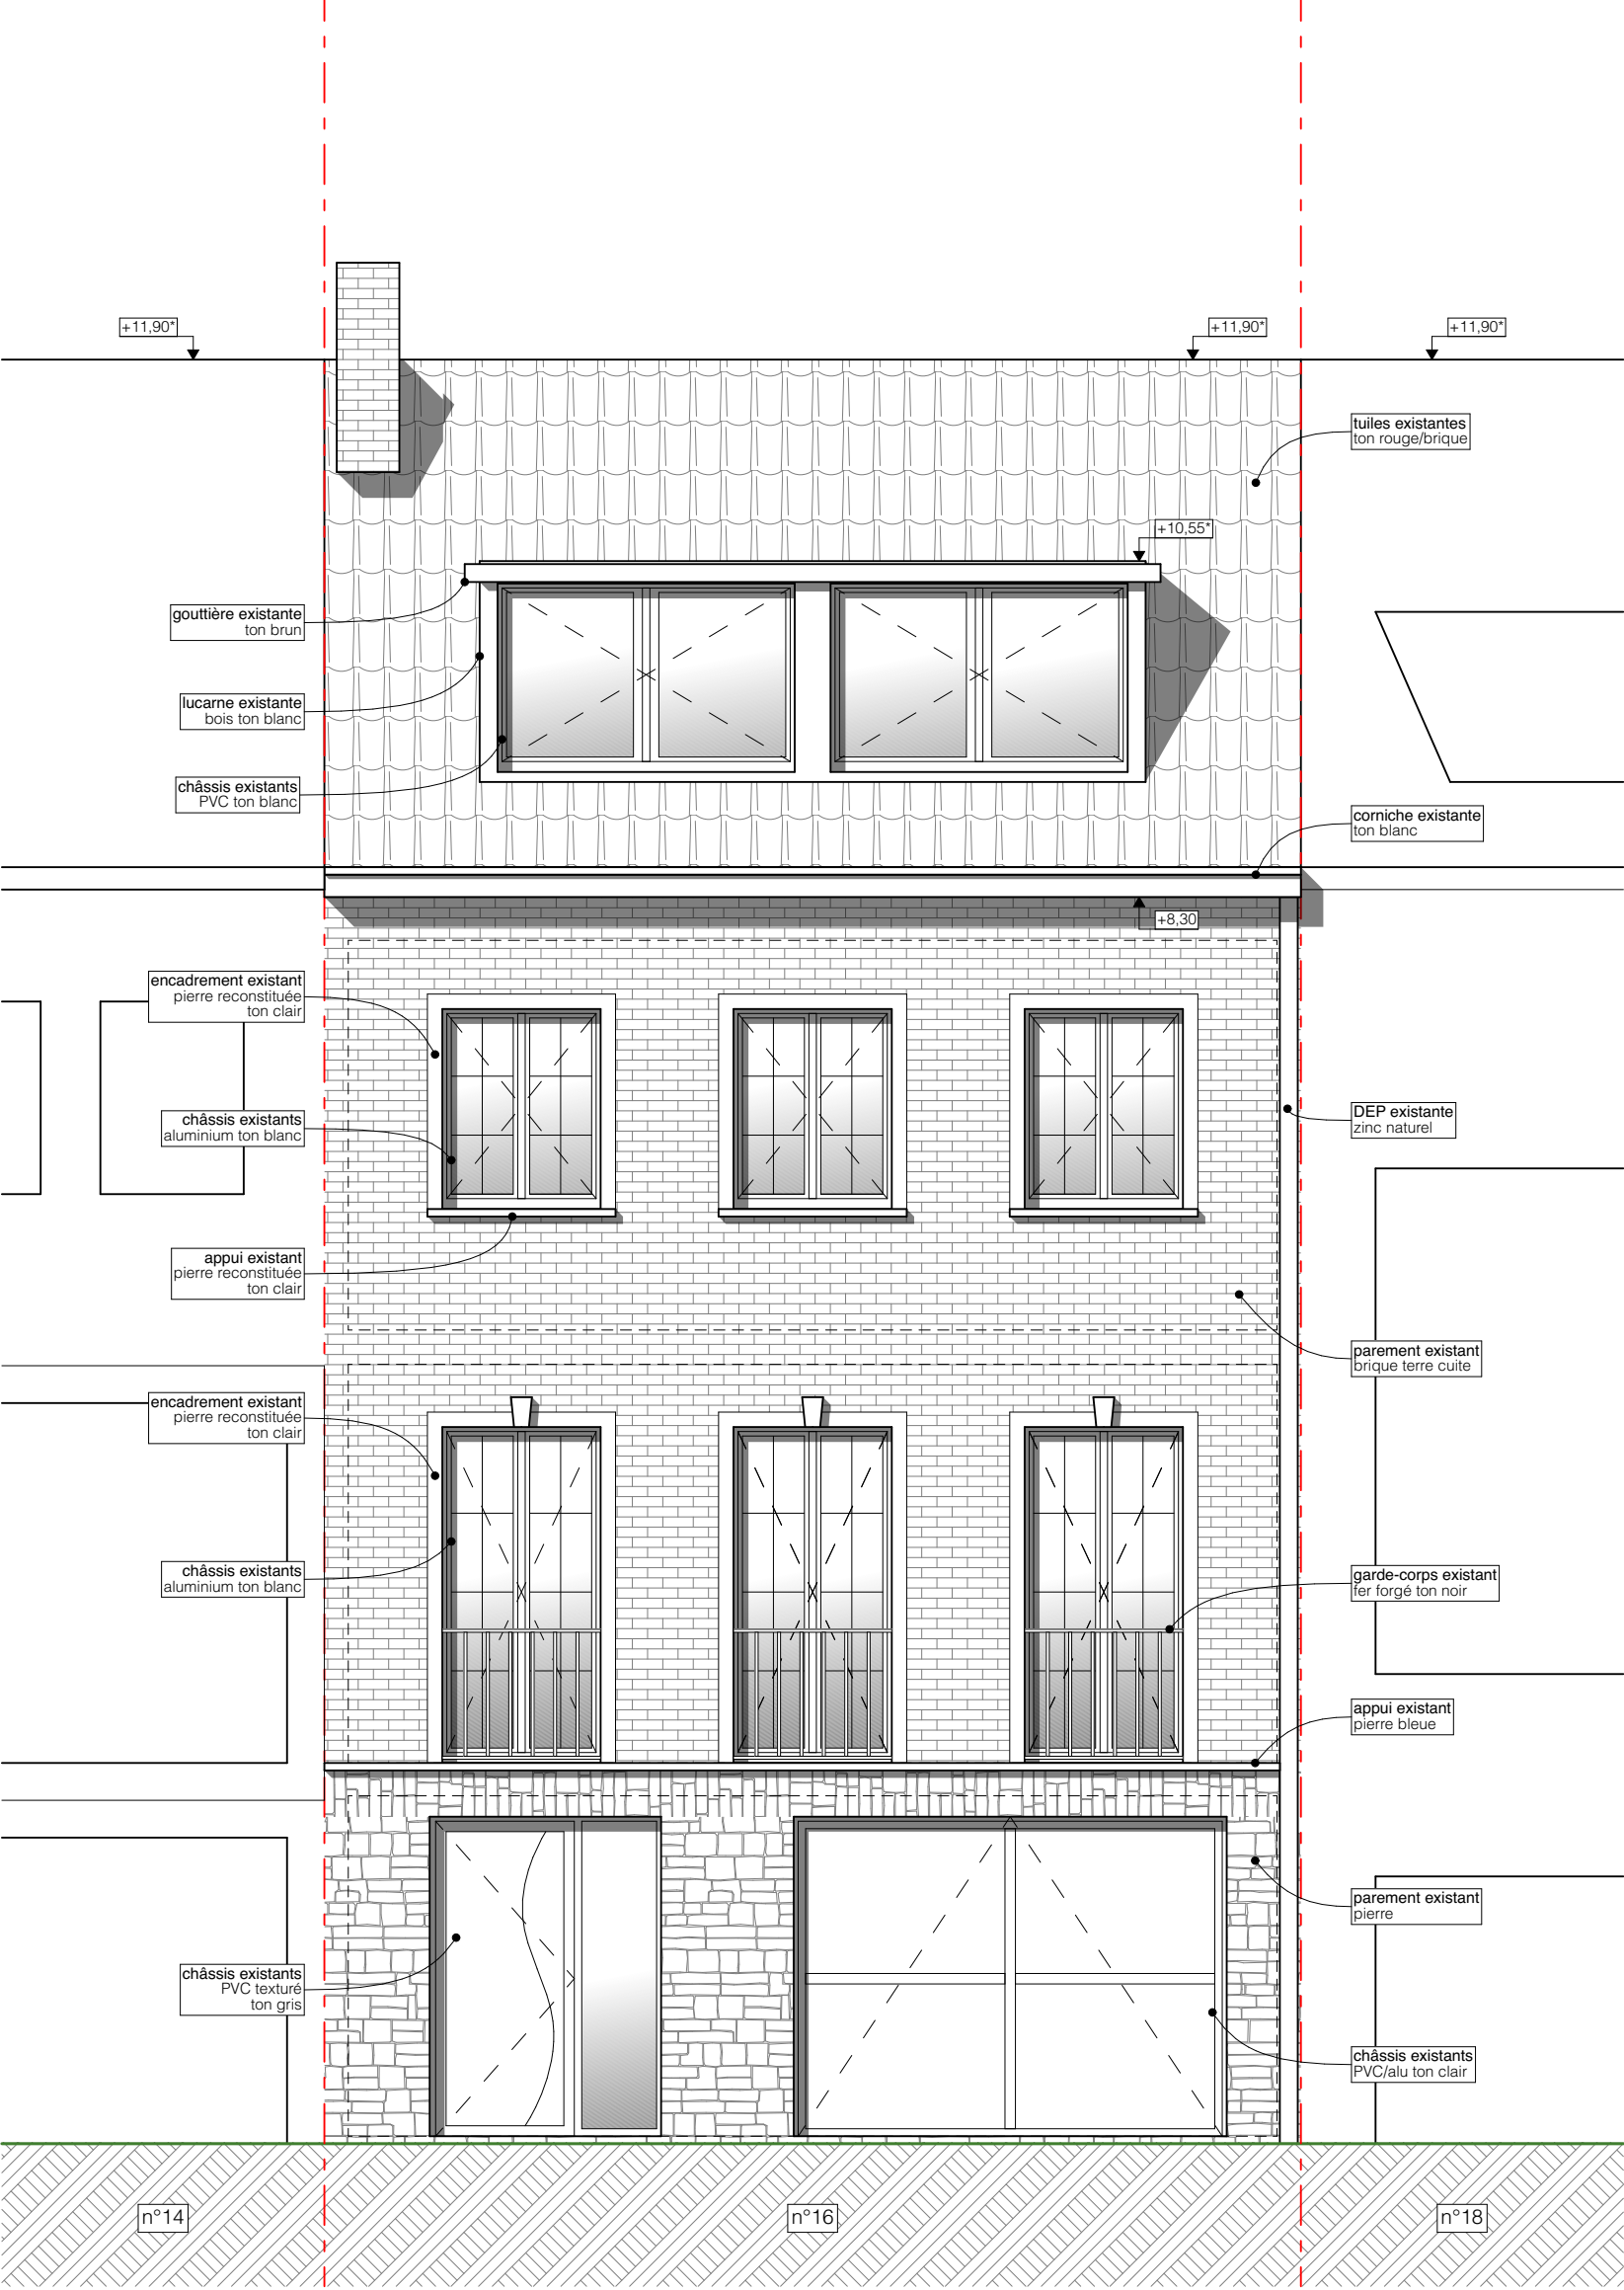 +11,90*
+11,90*
+11,90*
tuiles existantes
ton rouge/brique
+10,55*
gouttière existante
ton brun
lucarne existante
bois ton blanc
châssis existants
PVC ton blanc
corniche existante
ton blanc
+8,30
encadrement existant
pierre reconstituée
ton clair
châssis existants
aluminium ton blanc
DEP existante
zinc naturel
appui existant
pierre reconstituée
ton clair
parement existant
brique terre cuite
encadrement existant
pierre reconstituée
ton clair
châssis existants
aluminium ton blanc
garde-corps existant
fer forgé ton noir
appui existant
pierre bleue
parement existant
pierre
châssis existants
PVC texturé
ton gris
châssis existants
PVC/alu ton clair
n°14
n°16
n°18